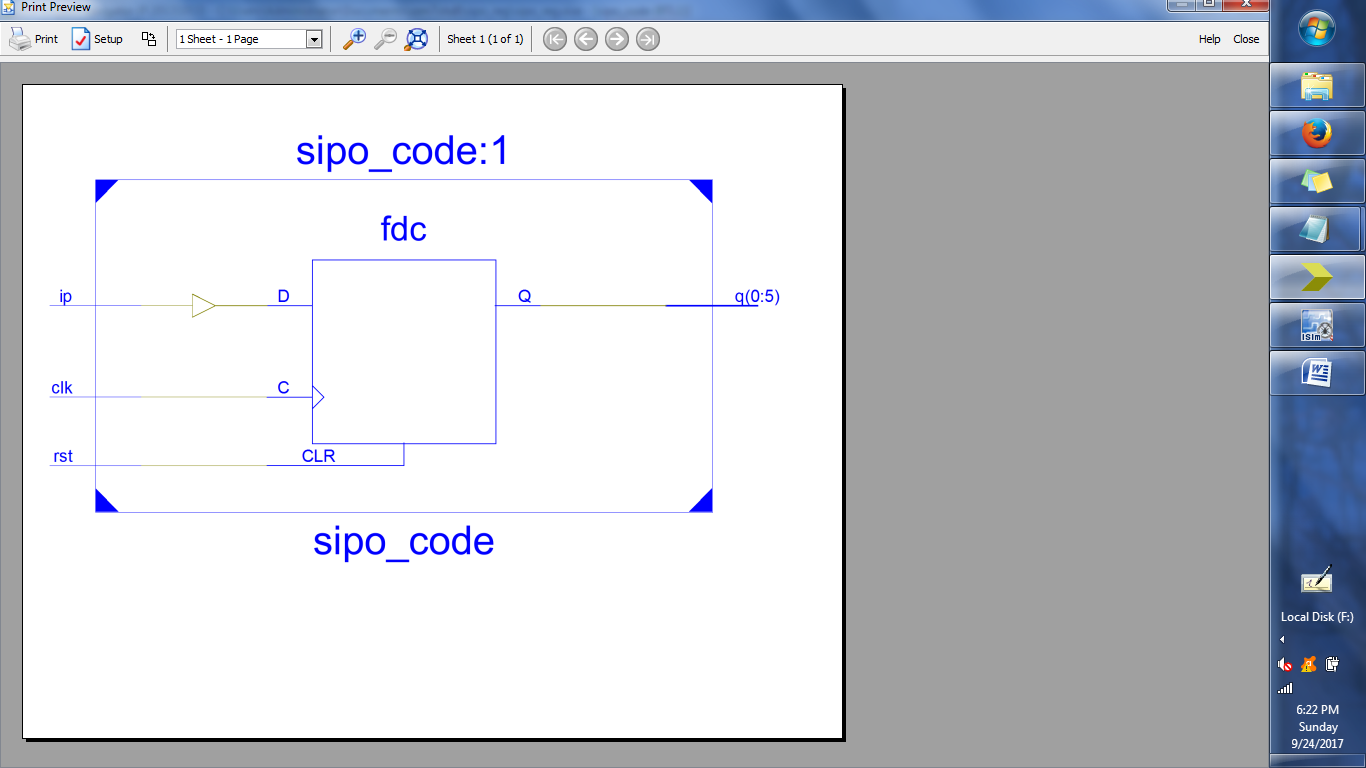 Print Preview
Print Setup 1 Sheet - 1 Page Sheet 1 (1 of 1) Help Close
sipo_code:1
fdc
ip D Q q(0:5)
clk C
rst CLR
sipo_code
ISim
W
Local Disk (F:)
6:22 PM
Sunday
9/24/2017